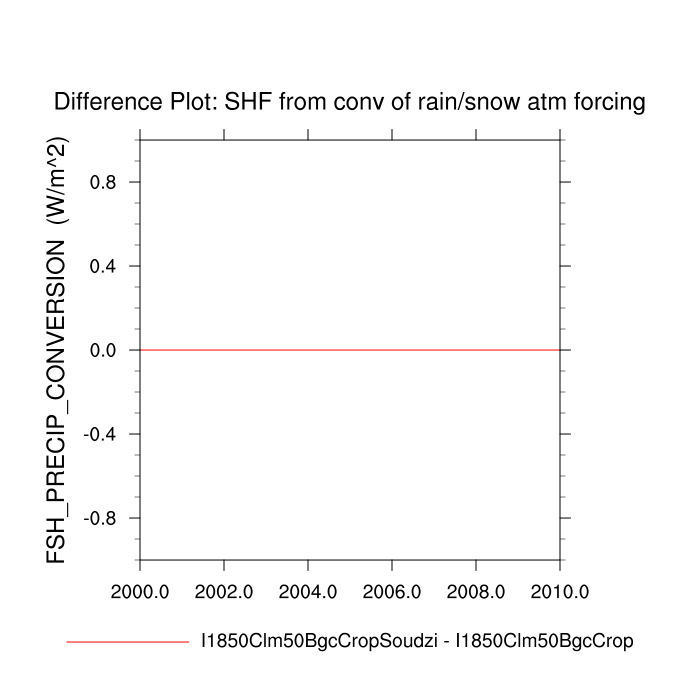 Difference Plot: SHF from conv of rain/snow atm forcing
FSH_PRECIP_CONVERSION (W/m^2)
0.8
0.4
0.0
-0.4
-0.8
2000.0 2002.0 2004.0 2006.0 2008.0 2010.0
I1850Clm50BgcCropSoudzi - I1850Clm50BgcCrop